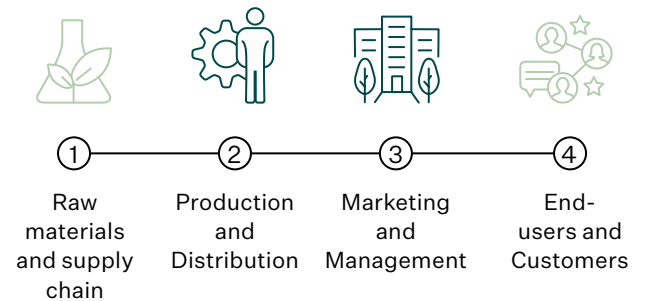 1
2
3
4
Raw
materials
and supply
chain
Production
and
Distribution
Marketing
and
Management
End-
users and
Customers